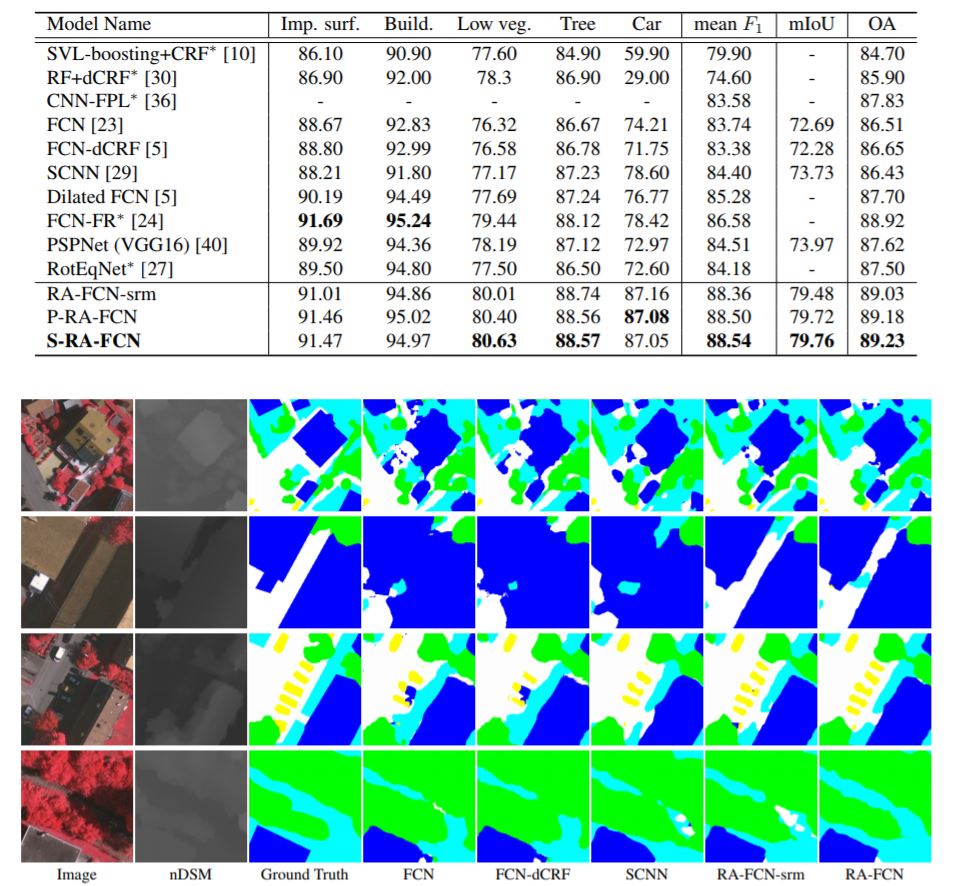 Model Name Imp. surf. Build. Low veg. Tree Car mean F1 mIoU OA
SVL-boosting+CRF* [10] 86.10 90.90 77.60 84.90 59.90 79.90 - 84.70
RF+dCRF* [30] 86.90 92.00 78.3 86.90 29.00 74.60 - 85.90
CNN-FPL* [36] - - - - - 83.58 - 87.83
FCN [23] 88.67 92.83 76.32 86.67 74.21 83.74 72.69 86.51
FCN-dCRF [5] 88.80 92.99 76.58 86.78 71.75 83.38 72.28 86.65
SCNN [29] 88.21 91.80 77.17 87.23 78.60 84.40 73.73 86.43
Dilated FCN [5] 90.19 94.49 77.69 87.24 76.77 85.28 - 87.70
FCN-FR* [24] 91.69 95.24 79.44 88.12 78.42 86.58 - 88.92
PSPNet (VGG16) [40] 89.92 94.36 78.19 87.12 72.97 84.51 73.97 87.62
RotEqNet* [27] 89.50 94.80 77.50 86.50 72.60 84.18 - 87.50
RA-FCN-srm 91.01 94.86 80.01 88.74 87.16 88.36 79.48 89.03
P-RA-FCN 91.46 95.02 80.40 88.56 87.08 88.50 79.72 89.18
S-RA-FCN 91.47 94.97 80.63 88.57 87.05 88.54 79.76 89.23
Image nDSM Ground Truth FCN FCN-dCRF SCNN RA-FCN-srm RA-FCN